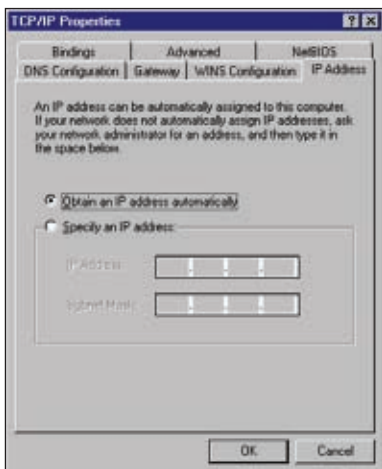 TCP/IP Properties
Bindings
Advanced
NetBIOS
DNS Configuration
Gateway
WINS Configuration
IP Address
An IP address can be automatically assigned to this computer.
If your network does not automatically assign IP addresses, ask
your network administrator for an address, and then type it in
the space below.
Obtain an IP address automatically
Specify an IP address:
IP Address:
Subnet Mask:
OK
Cancel